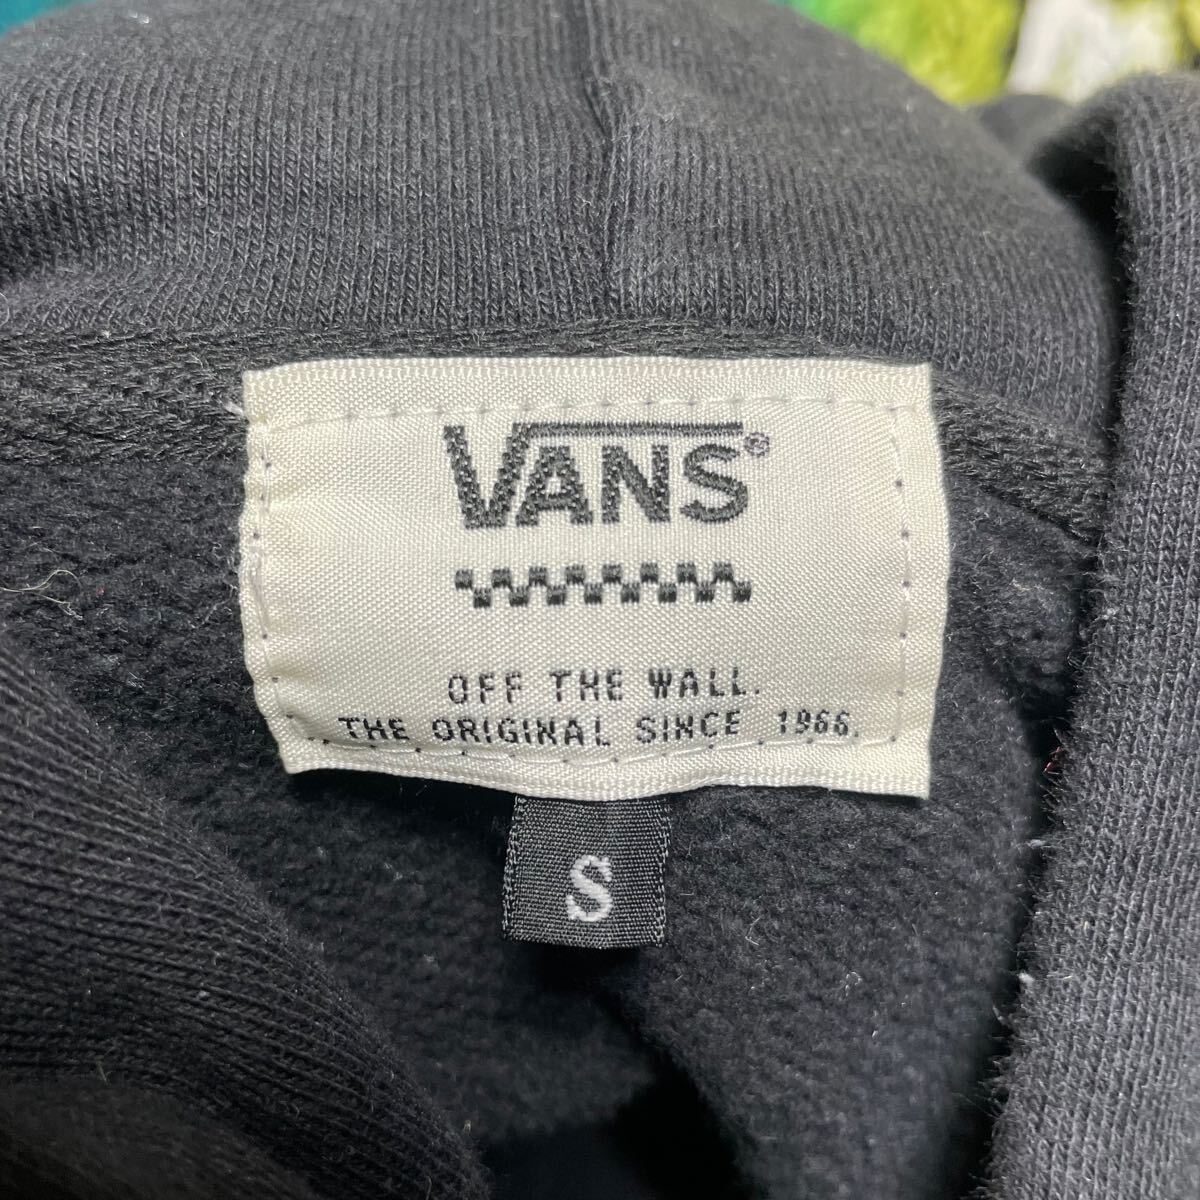 VANS®
OFF THE WALL.
THE ORIGINAL SINCE 1966.
S